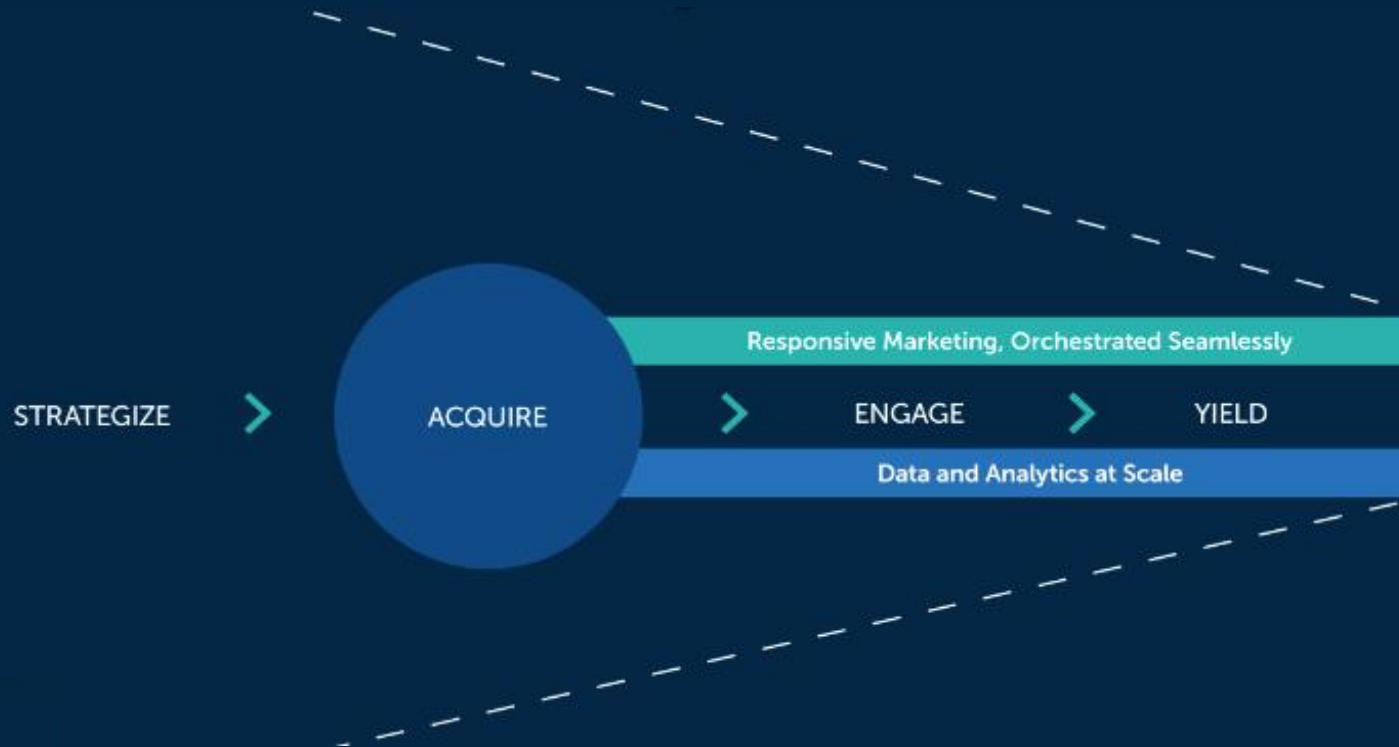 Responsive Marketing, Orchestrated Seamlessly
STRATEGIZE > ACQUIRE > ENGAGE > YIELD
Data and Analytics at Scale